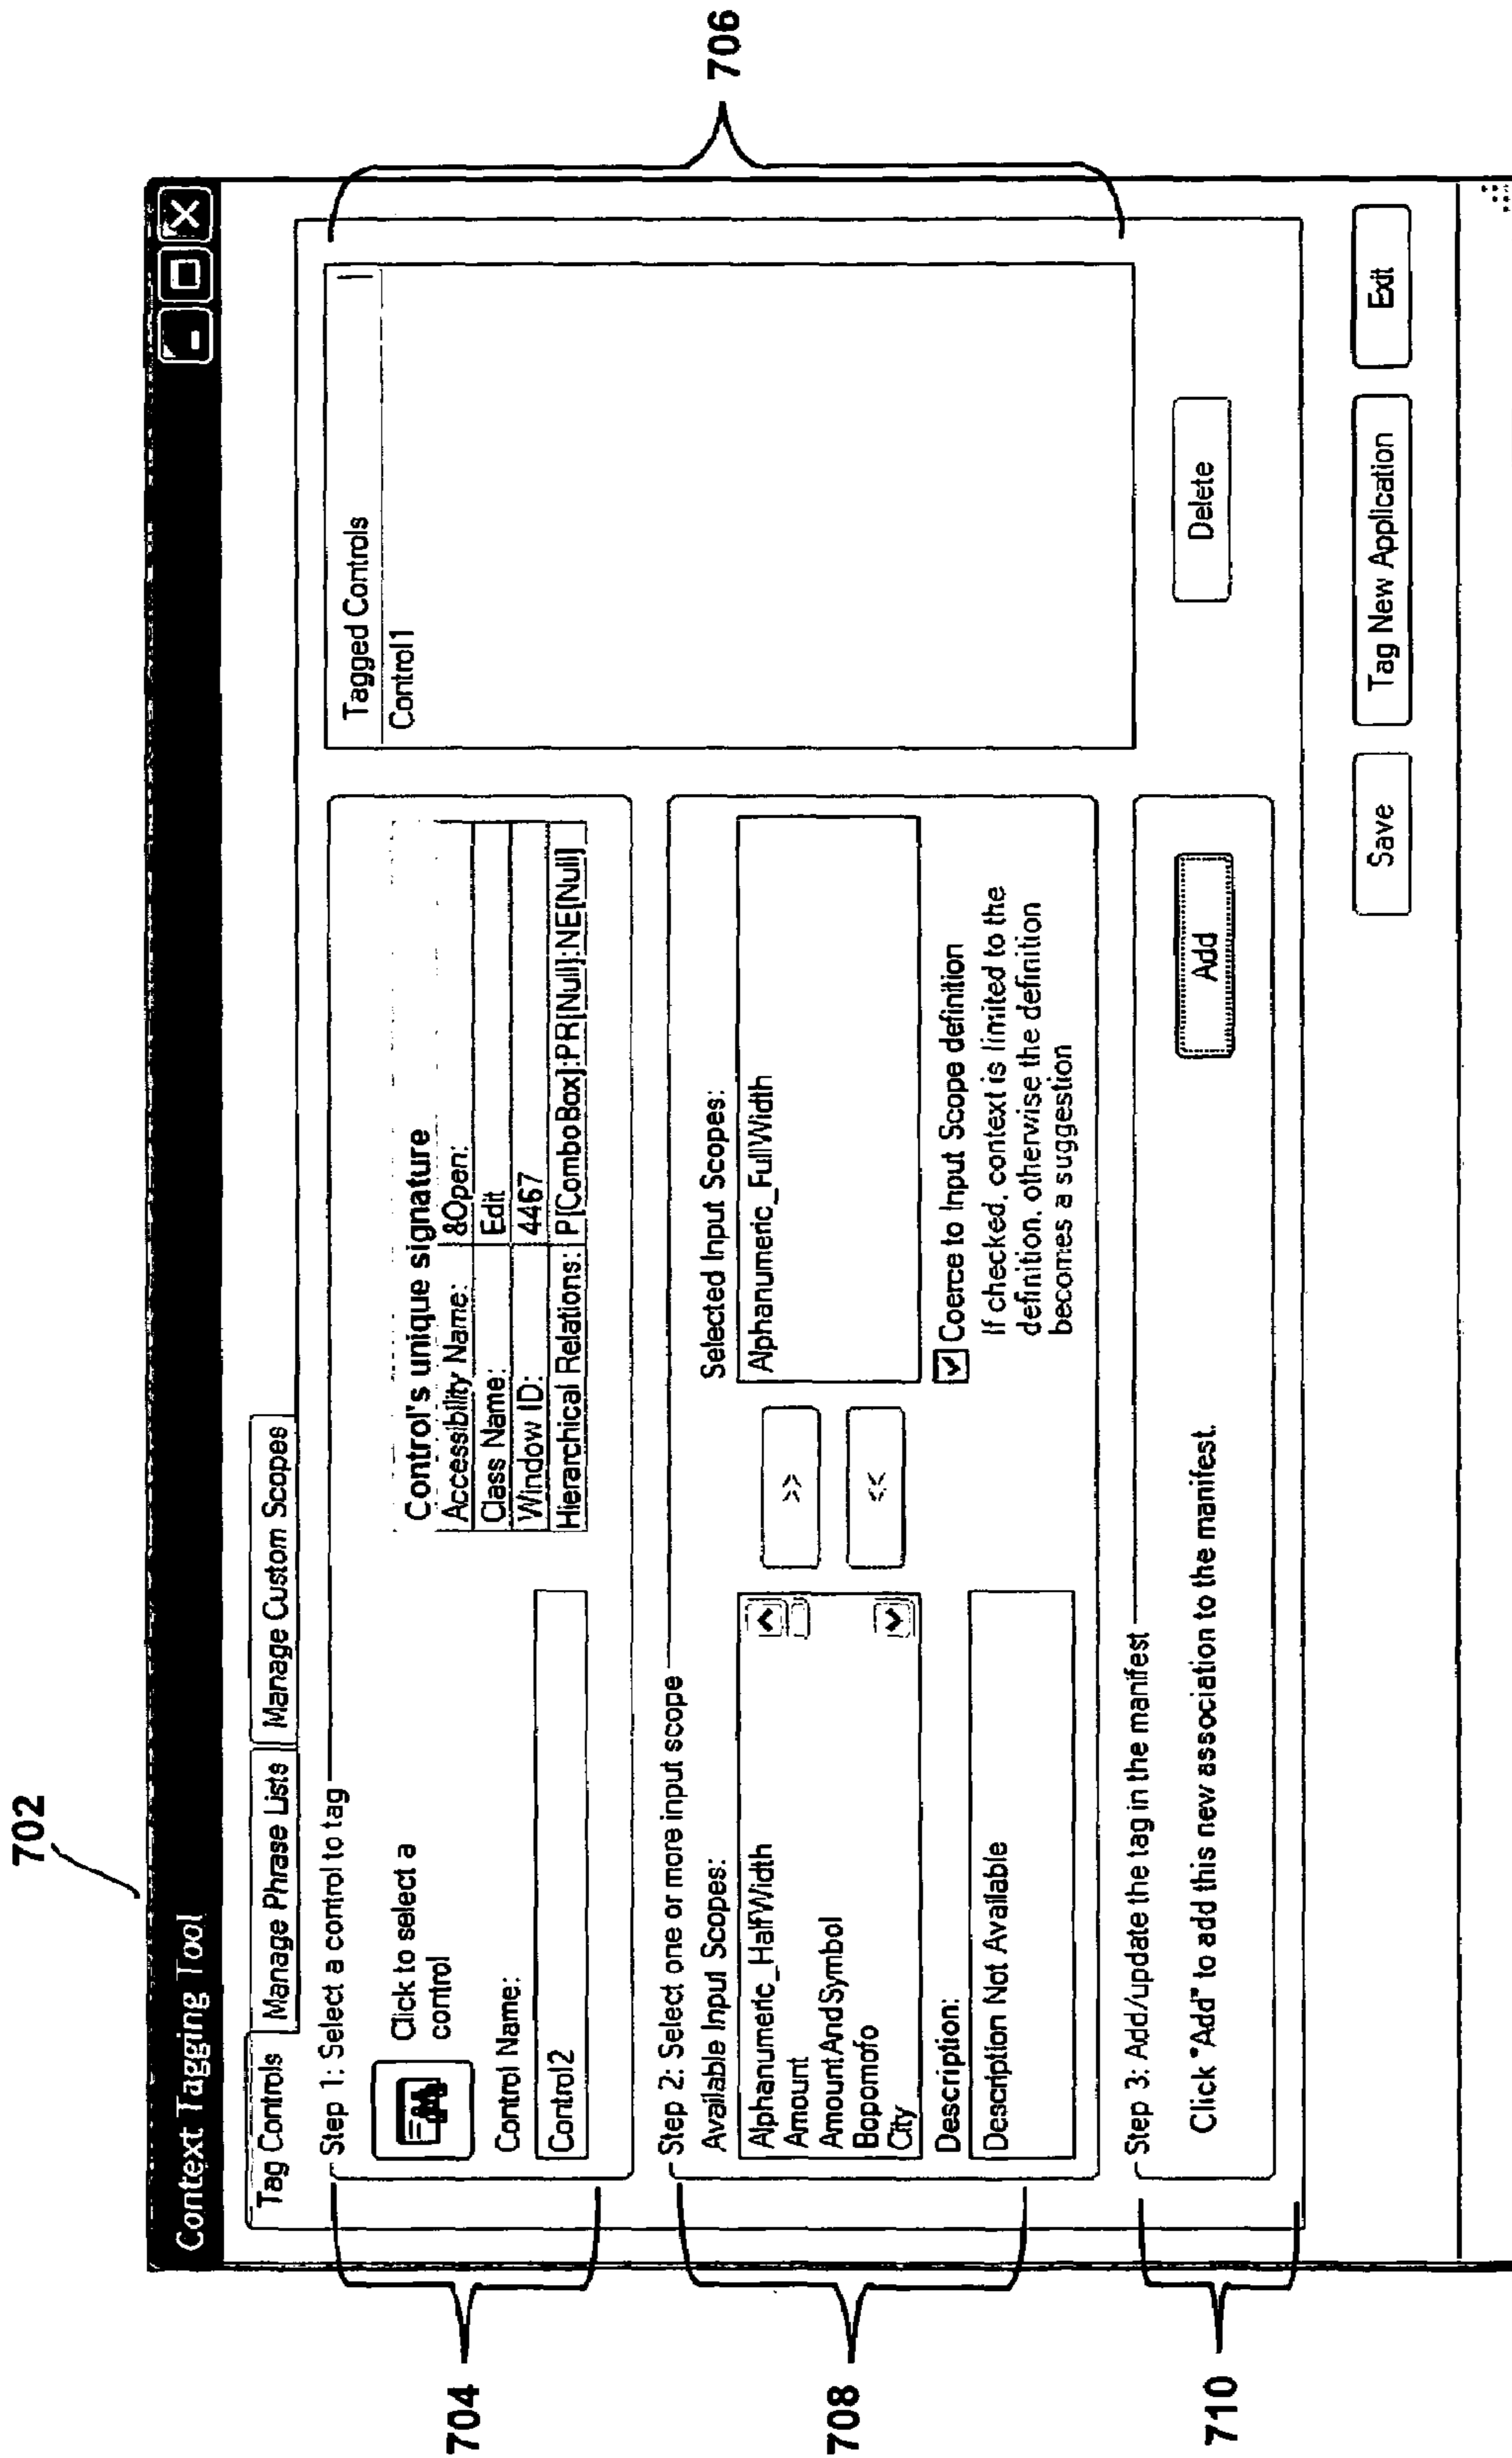 702
Context Tagging Tool
Tag Controls
Manage Phrase Lists
Manage Custom Scopes
704
Step 1: Select a control to tag
Click to select a
control
Control Name:
Control2
Control's unique signature
Accessibility Name: &Open:
Class Name: Edit
Window ID: 4467
Hierarchical Relations: P[ComboBox]:PR[Null]:NE[Null]
706
Tagged Controls
Control1
Delete
708
Step 2: Select one or more input scope
Available Input Scopes:
Alphanumeric_HalfWidth
Amount
AmountAndSymbol
Bopomofo
City
Description:
Description Not Available
>>
<<
Selected Input Scopes:
Alphanumeric_FullWidth
Coerce to Input Scope definition
If checked, context is limited to the
definition, otherwise the definition
becomes a suggestion
710
Step 3: Add/update the tag in the manifest
Click "Add" to add this new association to the manifest.
Add
Save
Tag New Application
Exit